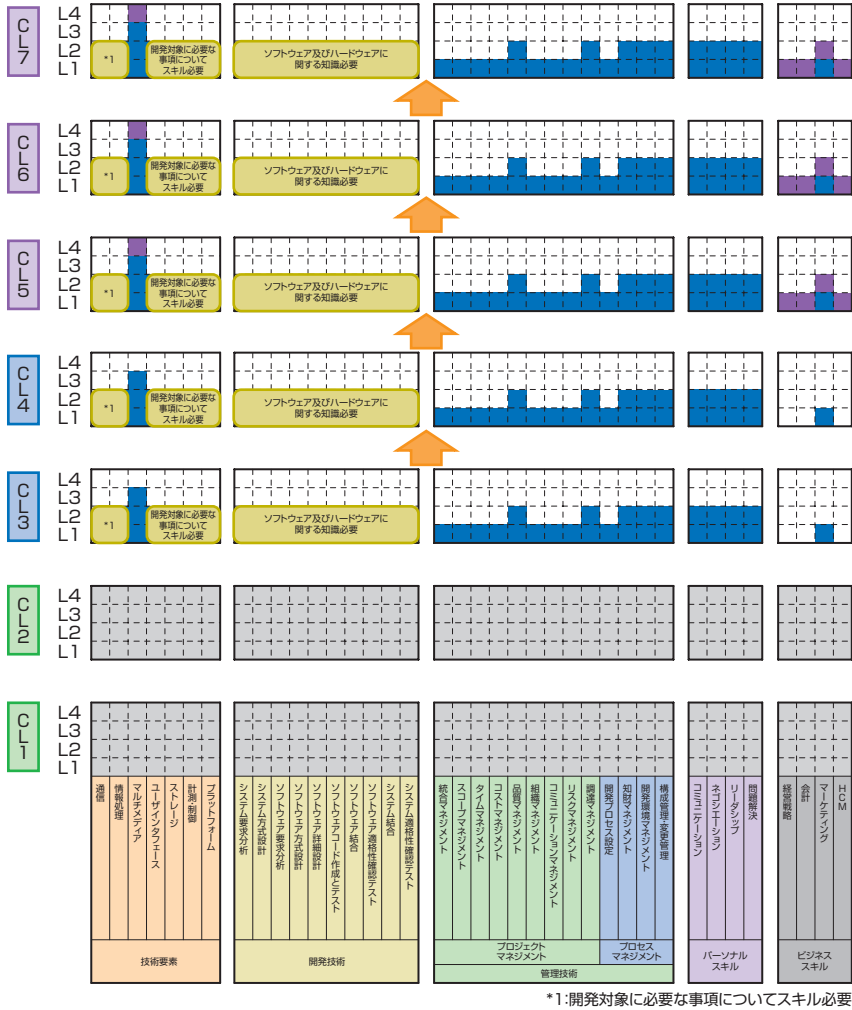 CL7
L4
L3
L2
L1
*1
開発対象に必要な
事項について
スキル必要
ソフトウェア及びハードウェアに
関する知識必要
CL6
L4
L3
L2
L1
*1
開発対象に必要な
事項について
スキル必要
ソフトウェア及びハードウェアに
関する知識必要
CL5
L4
L3
L2
L1
*1
開発対象に必要な
事項について
スキル必要
ソフトウェア及びハードウェアに
関する知識必要
CL4
L4
L3
L2
L1
*1
開発対象に必要な
事項について
スキル必要
ソフトウェア及びハードウェアに
関する知識必要
CL3
L4
L3
L2
L1
*1
開発対象に必要な
事項について
スキル必要
ソフトウェア及びハードウェアに
関する知識必要
CL2
L4
L3
L2
L1
CL1
L4
L3
L2
L1
通信
情報処理
マルチメディア
ユーザインタフェース
ストレージ
計測・制御
プラットフォーム
技術要素
システム要求分析
システム方式設計
ソフトウェア要求分析
ソフトウェア方式設計
ソフトウェア詳細設計
ソフトウェアコード作成とテスト
ソフトウェア結合
ソフトウェア適格性確認テスト
システム結合
システム適格性確認テスト
開発技術
統合マネジメント
スコープマネジメント
タイムマネジメント
コストマネジメント
品質マネジメント
組織マネジメント
コミュニケーションマネジメント
リスクマネジメント
調達マネジメント
開発プロセス設定
知財マネジメント
開発環境マネジメント
構成管理・変更管理
プロジェクト
マネジメント
プロセス
マネジメント
管理技術
コミュニケーション
ネゴシエーション
リーダシップ
問題解決
パーソナル
スキル
経営戦略
会計
マーケティング
HCM
ビジネス
スキル
*1:開発対象に必要な事項についてスキル必要